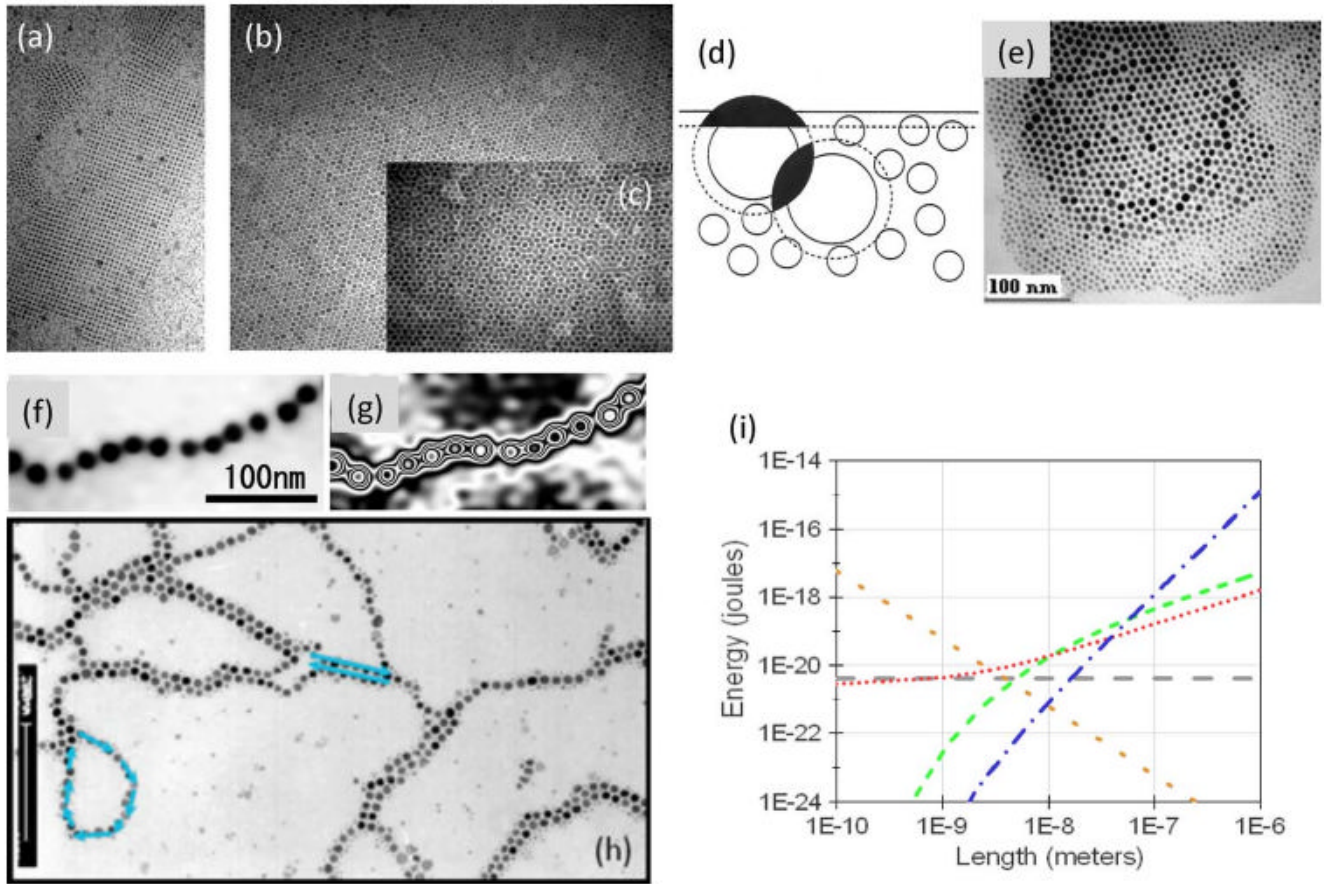 (a)
(b)
(c)
(d)
(e)
100 nm
(f)
100nm
(g)
(h)
(i)
1E-14
1E-16
1E-18
1E-20
1E-22
1E-24
Energy (joules)
1E-10
1E-9
1E-8
1E-7
1E-6
Length (meters)